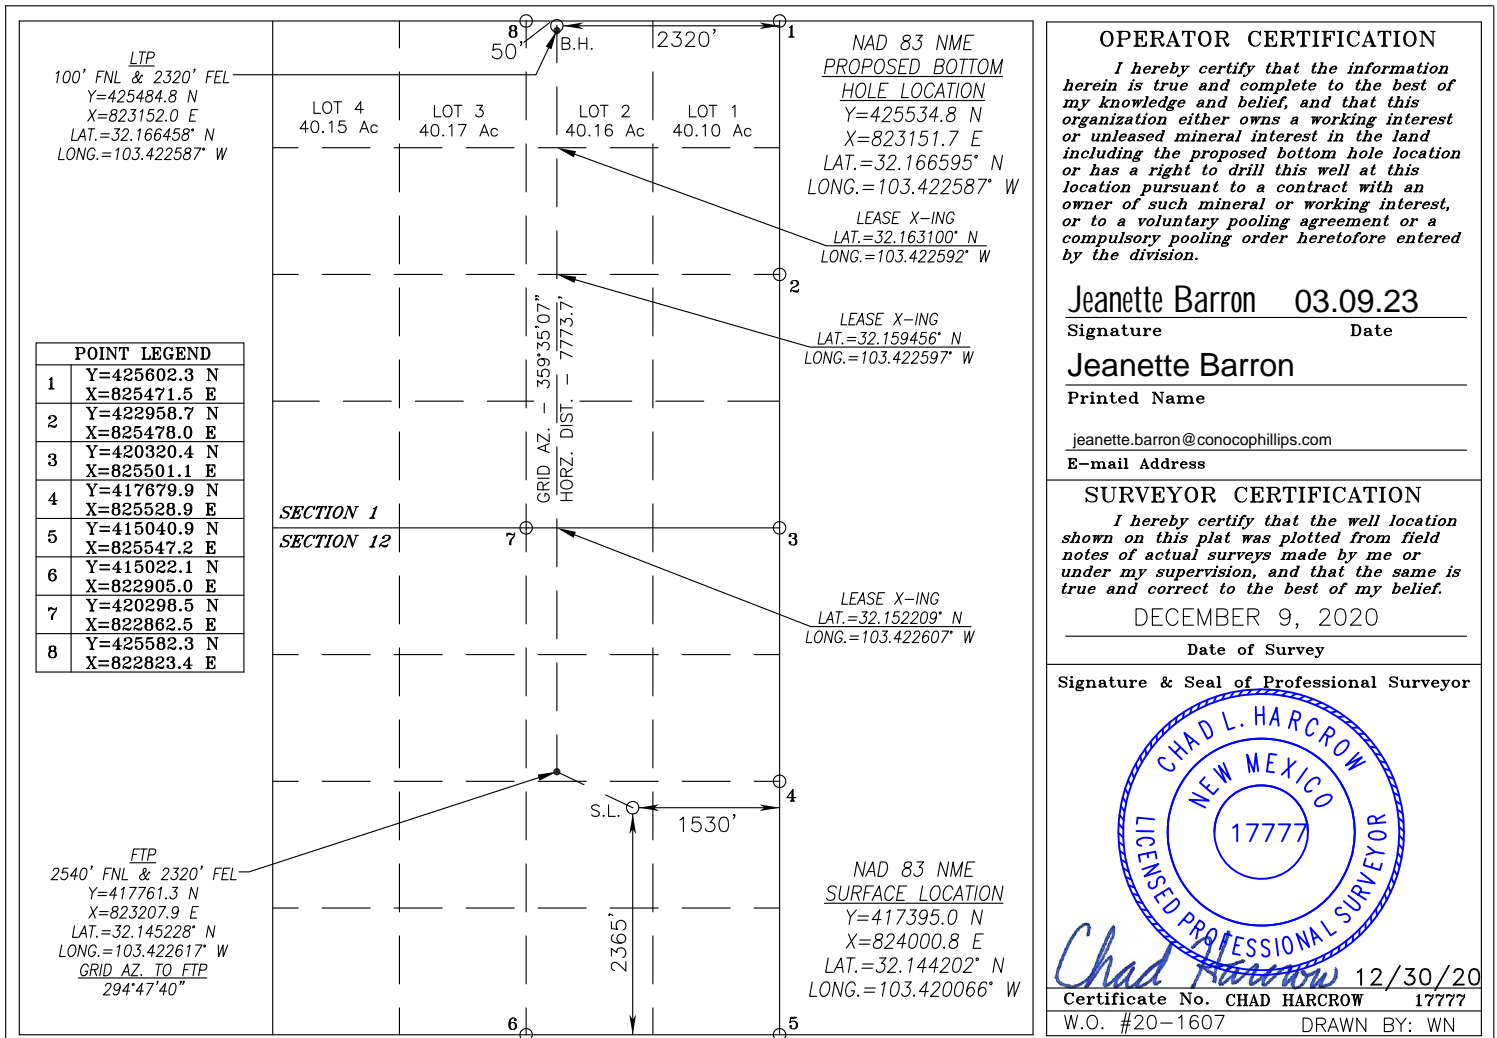 LTP
100' FNL & 2320' FEL
Y=425484.8 N
X=823152.0 E
LAT.=32.166458° N
LONG.=103.422587° W
8
50'
B.H.
2320'
1
LOT 4
40.15 Ac
LOT 3
40.17 Ac
LOT 2
40.16 Ac
LOT 1
40.10 Ac
NAD 83 NME
PROPOSED BOTTOM
HOLE LOCATION
Y=425534.8 N
X=823151.7 E
LAT.=32.166595° N
LONG.=103.422587° W
LEASE X-ING
LAT.=32.163100° N
LONG.=103.422592° W
2
LEASE X-ING
LAT.=32.159456° N
LONG.=103.422597° W
GRID AZ. - 359°35'07"
HORZ. DIST. - 7773.7'
POINT LEGEND
1 Y=425602.3 N
X=825471.5 E
2 Y=422958.7 N
X=825478.0 E
3 Y=420320.4 N
X=825501.1 E
4 Y=417679.9 N
X=825528.9 E
5 Y=415040.9 N
X=825547.2 E
6 Y=415022.1 N
X=822905.0 E
7 Y=420298.5 N
X=822862.5 E
8 Y=425582.3 N
X=822823.4 E
SECTION 1
SECTION 12
7
3
LEASE X-ING
LAT.=32.152209° N
LONG.=103.422607° W
4
S.L.
1530'
2365'
FTP
2540' FNL & 2320' FEL
Y=417761.3 N
X=823207.9 E
LAT.=32.145228° N
LONG.=103.422617° W
GRID AZ. TO FTP
294°47'40"
NAD 83 NME
SURFACE LOCATION
Y=417395.0 N
X=824000.8 E
LAT.=32.144202° N
LONG.=103.420066° W
6
5
OPERATOR CERTIFICATION
I hereby certify that the information
herein is true and complete to the best of
my knowledge and belief, and that this
organization either owns a working interest
or unleased mineral interest in the land
including the proposed bottom hole location
or has a right to drill this well at this
location pursuant to a contract with an
owner of such mineral or working interest,
or to a voluntary pooling agreement or a
compulsory pooling order heretofore entered
by the division.
Jeanette Barron 03.09.23
Signature Date
Jeanette Barron
Printed Name
jeanette.barron@conocophillips.com
E-mail Address
SURVEYOR CERTIFICATION
I hereby certify that the well location
shown on this plat was plotted from field
notes of actual surveys made by me or
under my supervision, and that the same is
true and correct to the best of my belief.
DECEMBER 9, 2020
Date of Survey
Signature & Seal of Professional Surveyor
CHAD L. HARCROW
NEW MEXICO
17777
LICENSED PROFESSIONAL SURVEYOR
Chad Harcrow 12/30/20
Certificate No. CHAD HARCROW 17777
W.O. #20-1607 DRAWN BY: WN